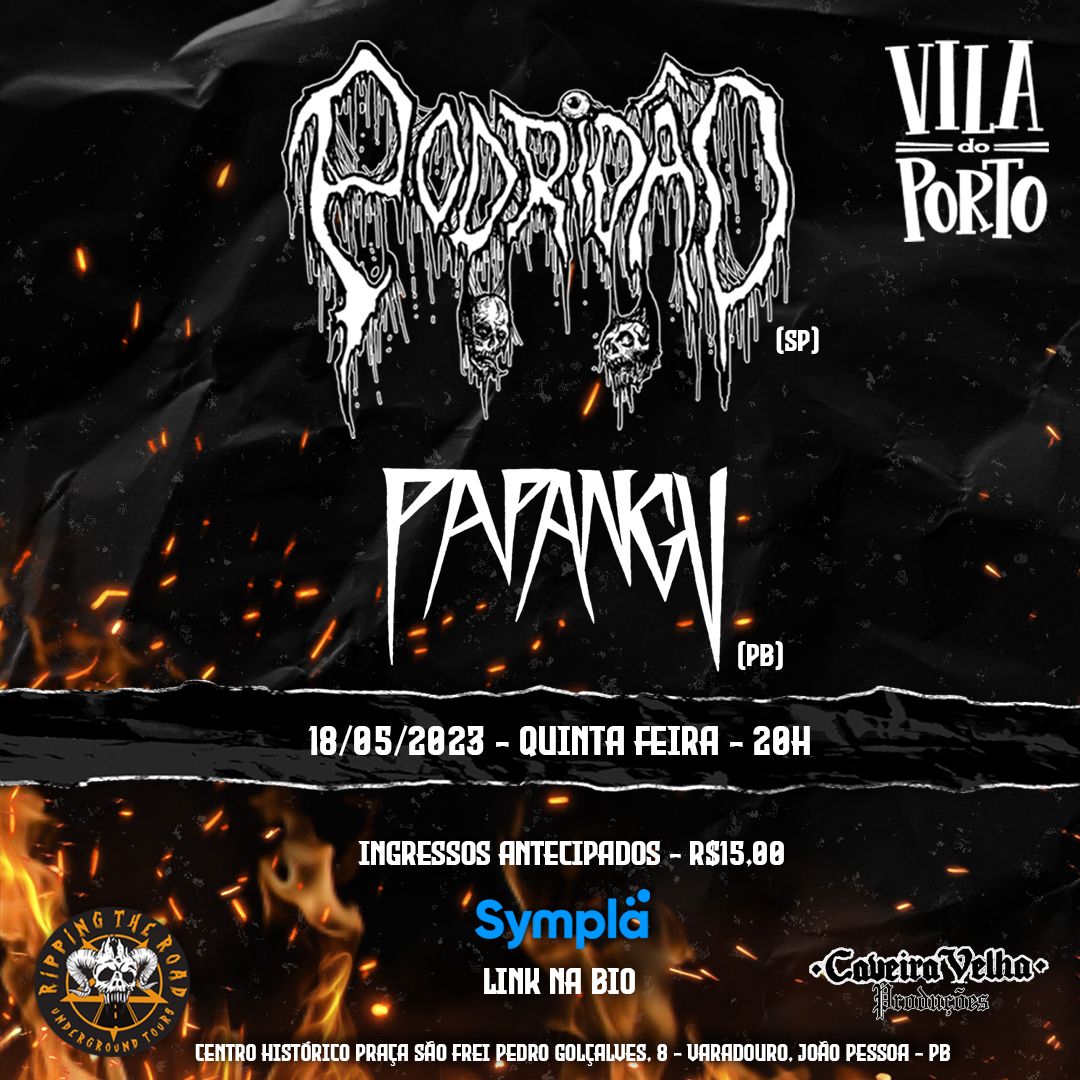 PODRIDÃO
VILA
do
PORTO
(SP)
PAPANGU
(PB)
18/05/2023 - QUINTA FEIRA - 20H
INGRESSOS ANTECIPADOS - R$15,00
Sympla
LINK NA BIO
RIPPING THE ROAD
UNDERGROUND TOURS
Caveira Velha
Produções
CENTRO HISTÓRICO PRAÇA SÃO FREI PEDRO GOLÇALVES, 8 - VARADOURO, JOÃO PESSOA - PB